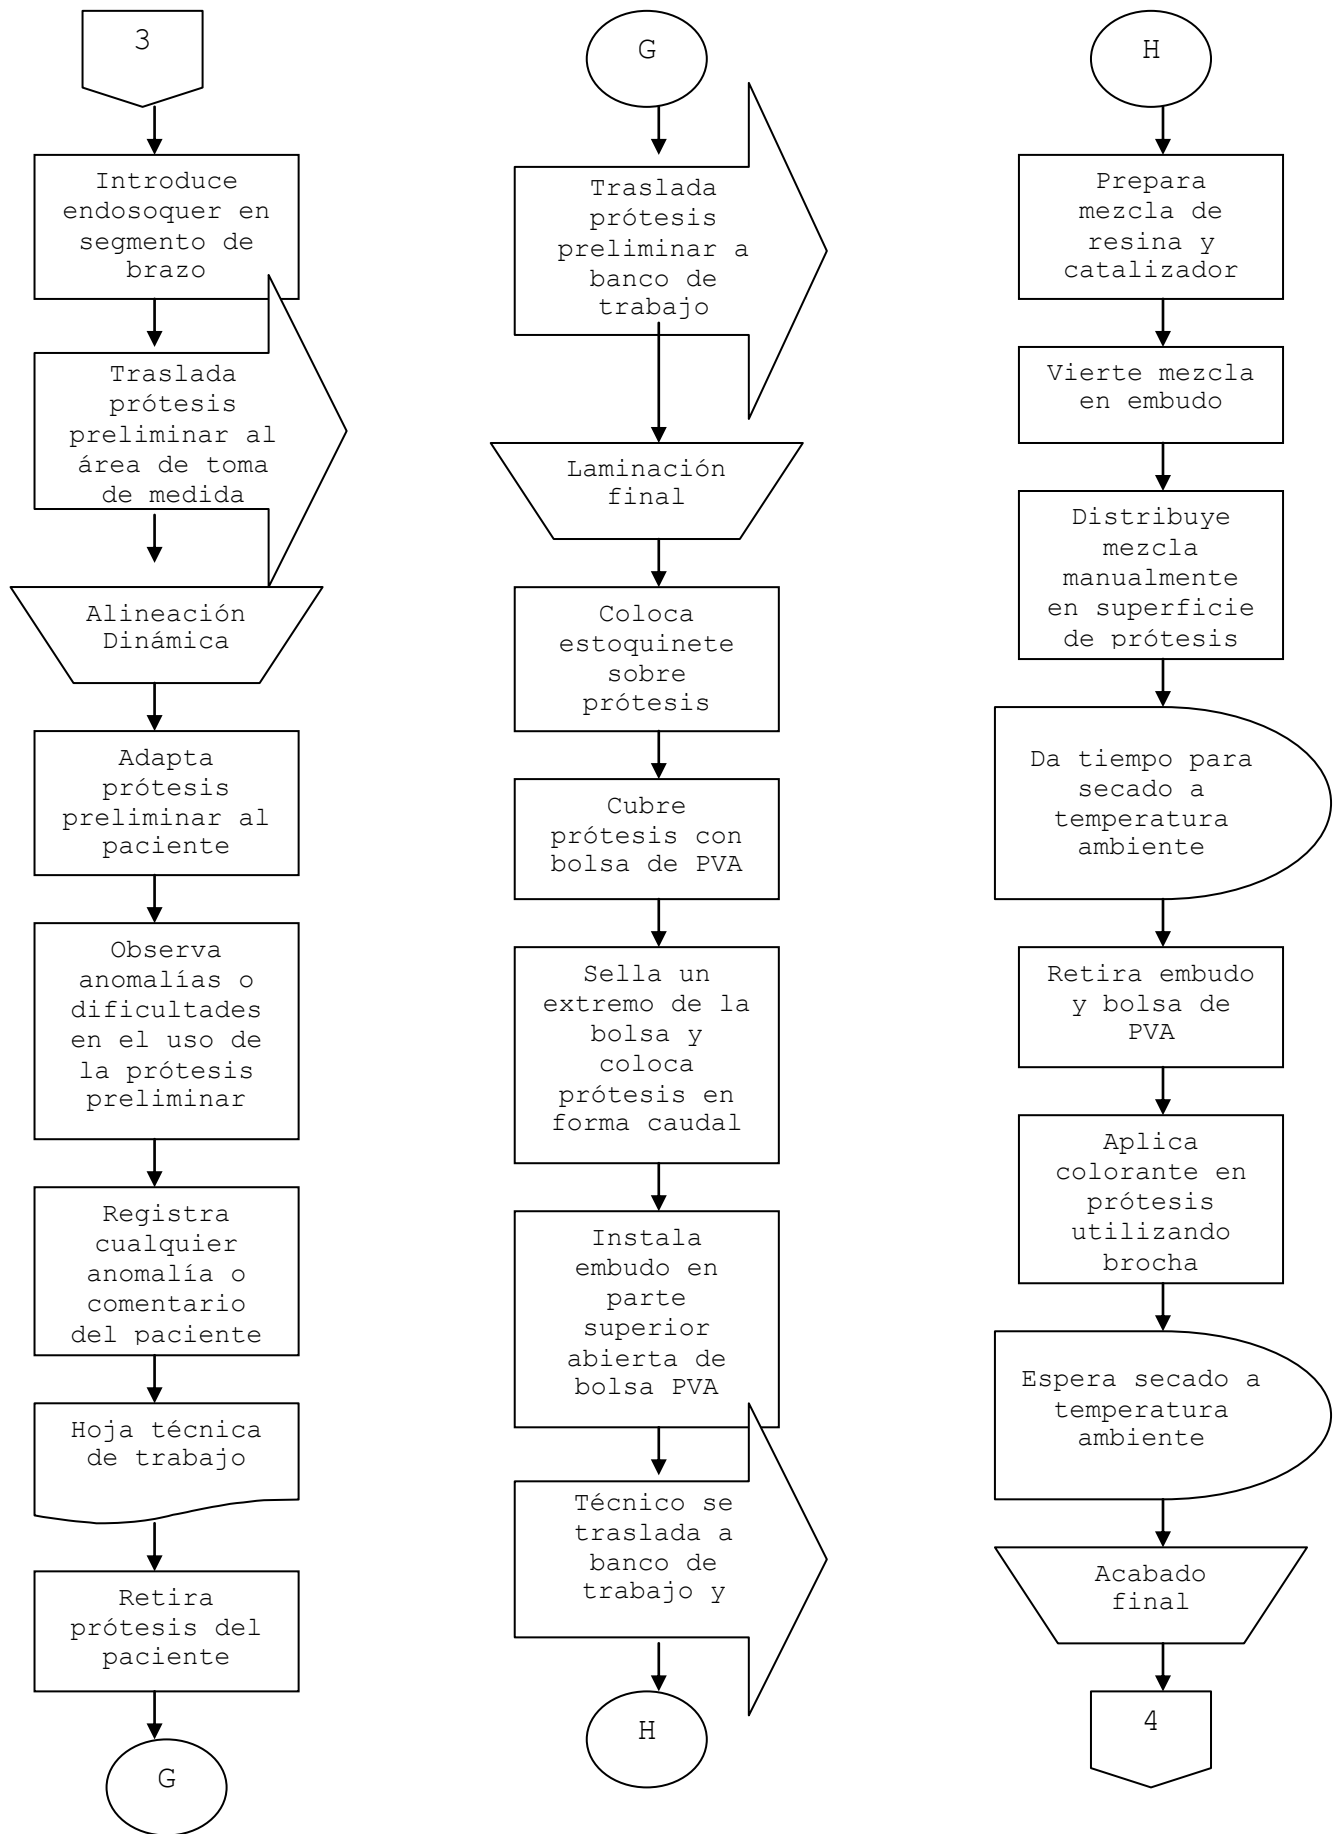 3
Introduce
endosoquer en
segmento de
brazo
Traslada
prótesis
preliminar al
área de toma
de medida
Alineación
Dinámica
Adapta
prótesis
preliminar al
paciente
Observa
anomalías o
dificultades
en el uso de
la prótesis
preliminar
Registra
cualquier
anomalía o
comentario
del paciente
Hoja técnica
de trabajo
Retira
prótesis del
paciente
G
G
Traslada
prótesis
preliminar a
banco de
trabajo
Laminación
final
Coloca
estoquinete
sobre
prótesis
Cubre
prótesis con
bolsa de PVA
Sella un
extremo de la
bolsa y
coloca
prótesis en
forma caudal
Instala
embudo en
parte
superior
abierta de
bolsa PVA
Técnico se
traslada a
banco de
trabajo y
H
H
Prepara
mezcla de
resina y
catalizador
Vierte mezcla
en embudo
Distribuye
mezcla
manualmente
en superficie
de prótesis
Da tiempo para
secado a
temperatura
ambiente
Retira embudo
y bolsa de
PVA
Aplica
colorante en
prótesis
utilizando
brocha
Espera secado a
temperatura
ambiente
Acabado
final
4